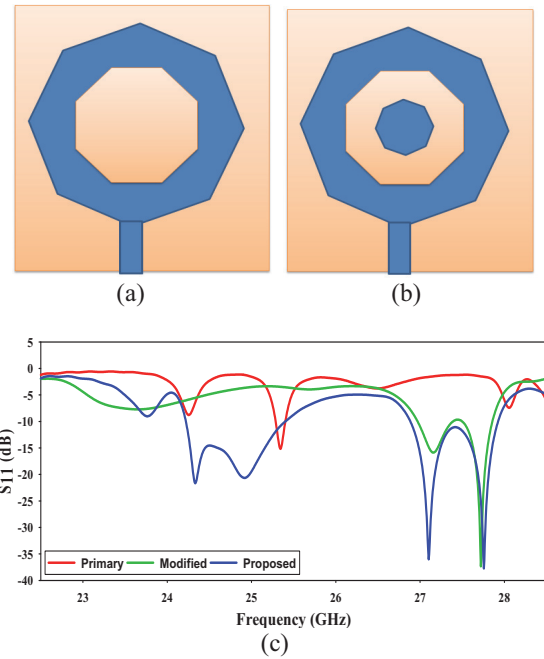 (a)
(b)
5
0
-5
-10
-15
-20
-25
-30
-35
-40
S11 (dB)
Primary
Modified
Proposed
23
24
25
26
27
28
Frequency (GHz)
(c)